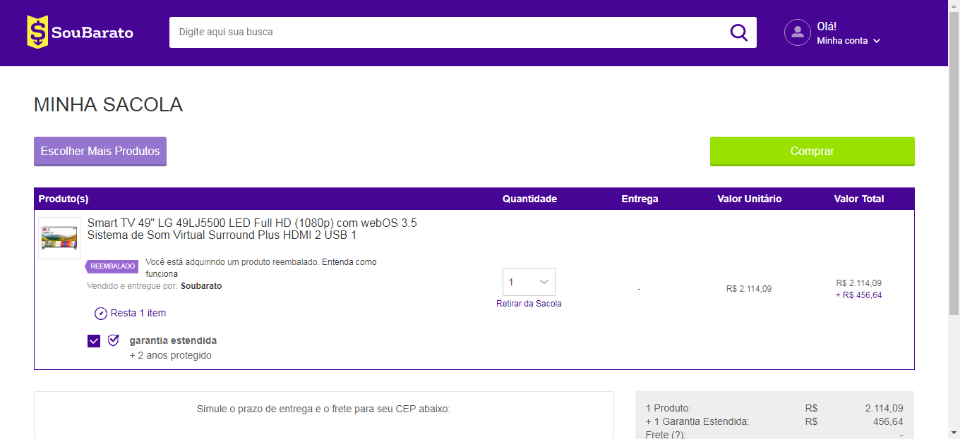 SouBarato
Digite aqui sua busca
Olá!
Minha conta
MINHA SACOLA
Escolher Mais Produtos
Comprar
Produto(s) Quantidade Entrega Valor Unitário Valor Total
Smart TV 49" LG 49LJ5500 LED Full HD (1080p) com webOS 3.5
Sistema de Som Virtual Surround Plus HDMI 2 USB 1
REEMBALADO Você está adquirindo um produto reembalado. Entenda como
funciona
Vendido e entregue por: Soubarato
1
Retirar da Sacola
-
R$ 2.114,09
R$ 2.114,09
+ R$ 456,64
Resta 1 item
garantia estendida
+ 2 anos protegido
Simule o prazo de entrega e o frete para seu CEP abaixo:
1 Produto: R$ 2.114,09
+ 1 Garantia Estendida: R$ 456,64
Frete (?): -